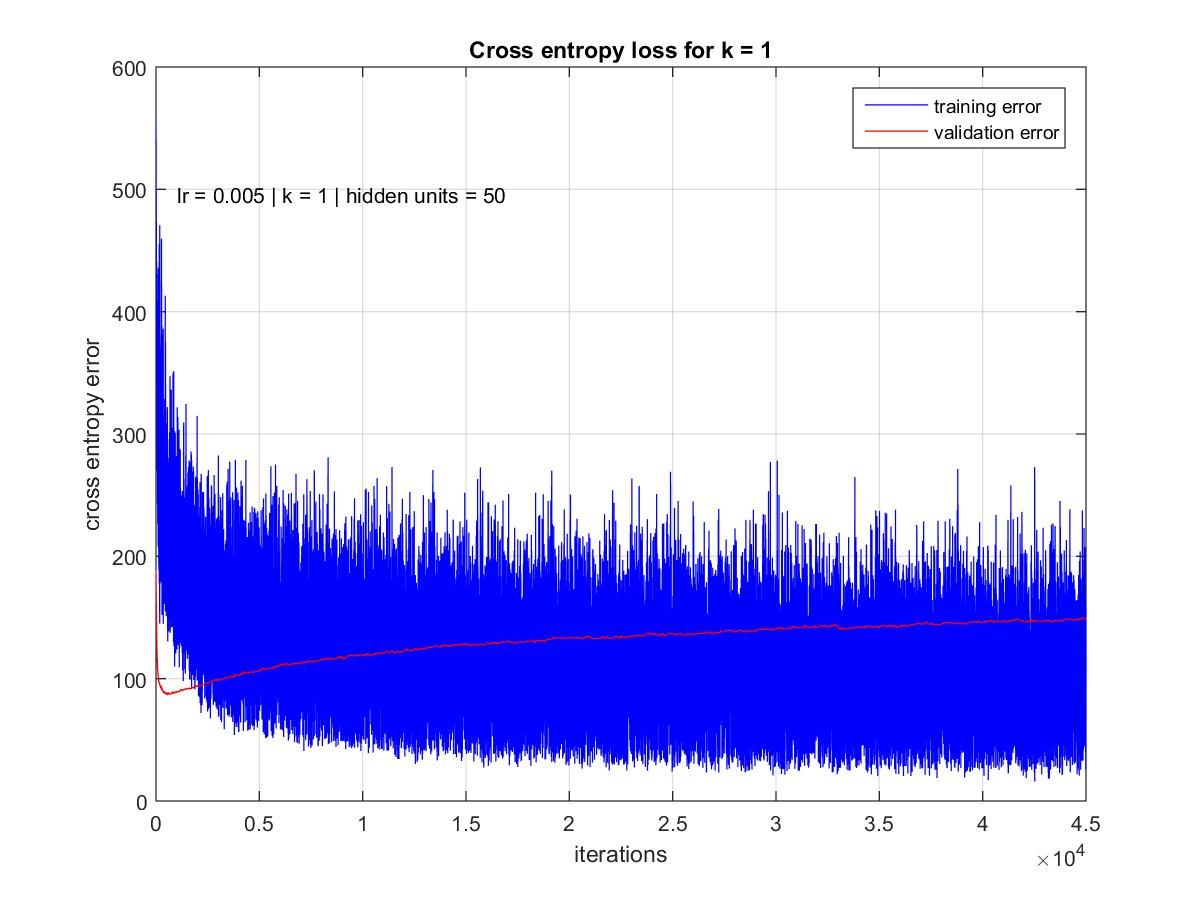 Cross entropy loss for k = 1
600
500
400
300
200
100
0
cross entropy error
training error
validation error
lr = 0.005 | k = 1 | hidden units = 50
0 0.5 1 1.5 2 2.5 3 3.5 4 4.5
iterations
×10⁴